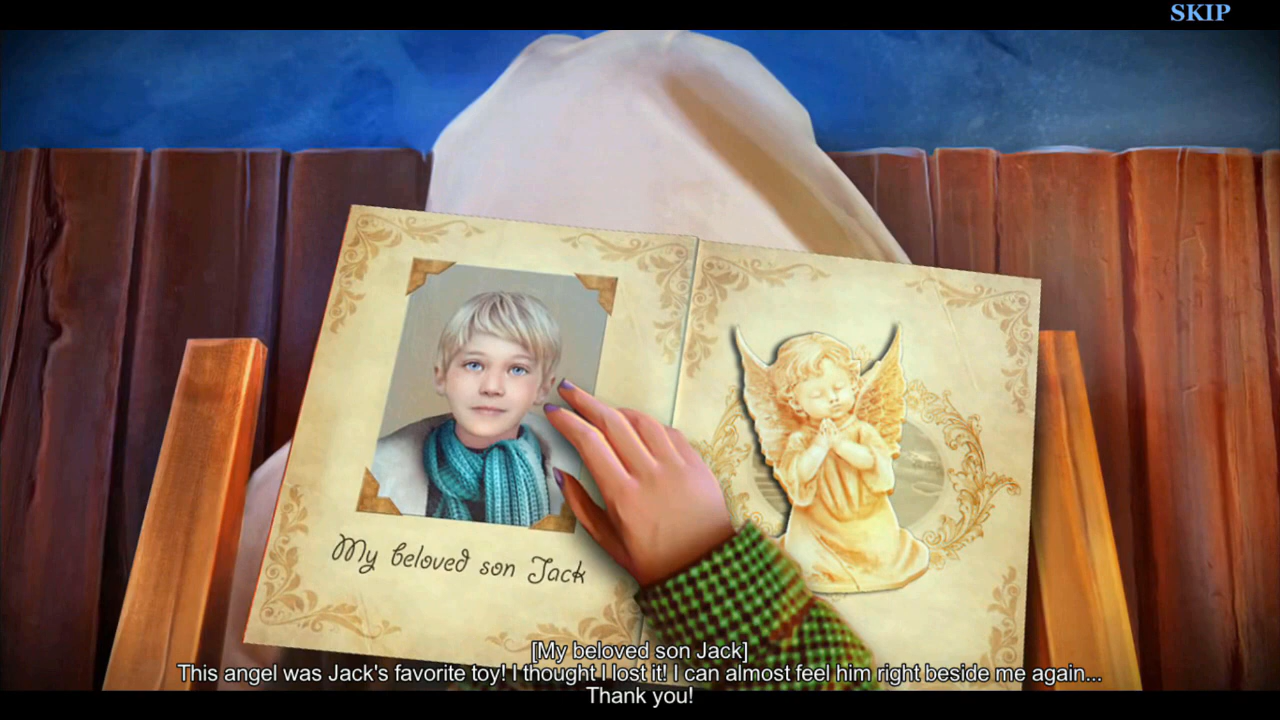 SKIP
My beloved son Jack
[My beloved son Jack]
This angel was Jack's favorite toy! I thought I lost it! I can almost feel him right beside me again...
Thank you!